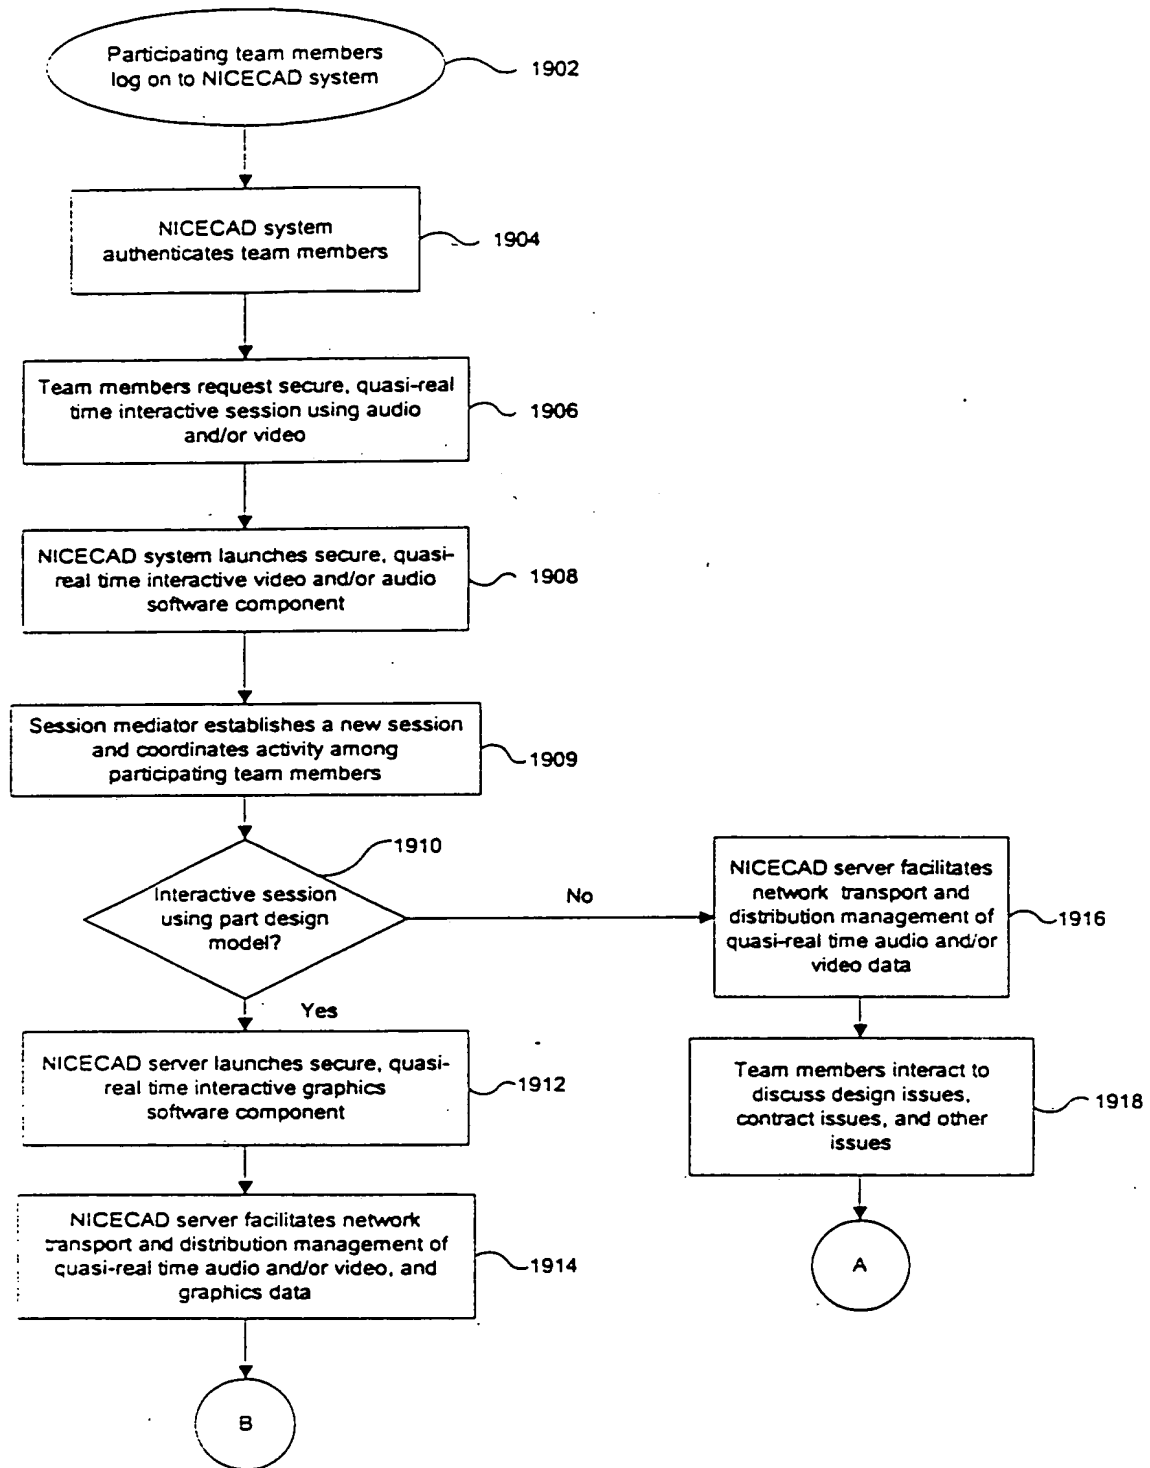 Participating team members
log on to NICECAD system
1902
NICECAD system
authenticates team members
1904
Team members request secure, quasi-real
time interactive session using audio
and/or video
1906
NICECAD system launches secure, quasi-
real time interactive video and/or audio
software component
1908
Session mediator establishes a new session
and coordinates activity among
participating team members
1909
1910
Interactive session
using part design
model?
No
Yes
NICECAD server facilitates
network transport and
distribution management of
quasi-real time audio and/or
video data
1916
NICECAD server launches secure, quasi-
real time interactive graphics
software component
1912
Team members interact to
discuss design issues,
contract issues, and other
issues
1918
NICECAD server facilitates network
transport and distribution management of
quasi-real time audio and/or video, and
graphics data
1914
A
B